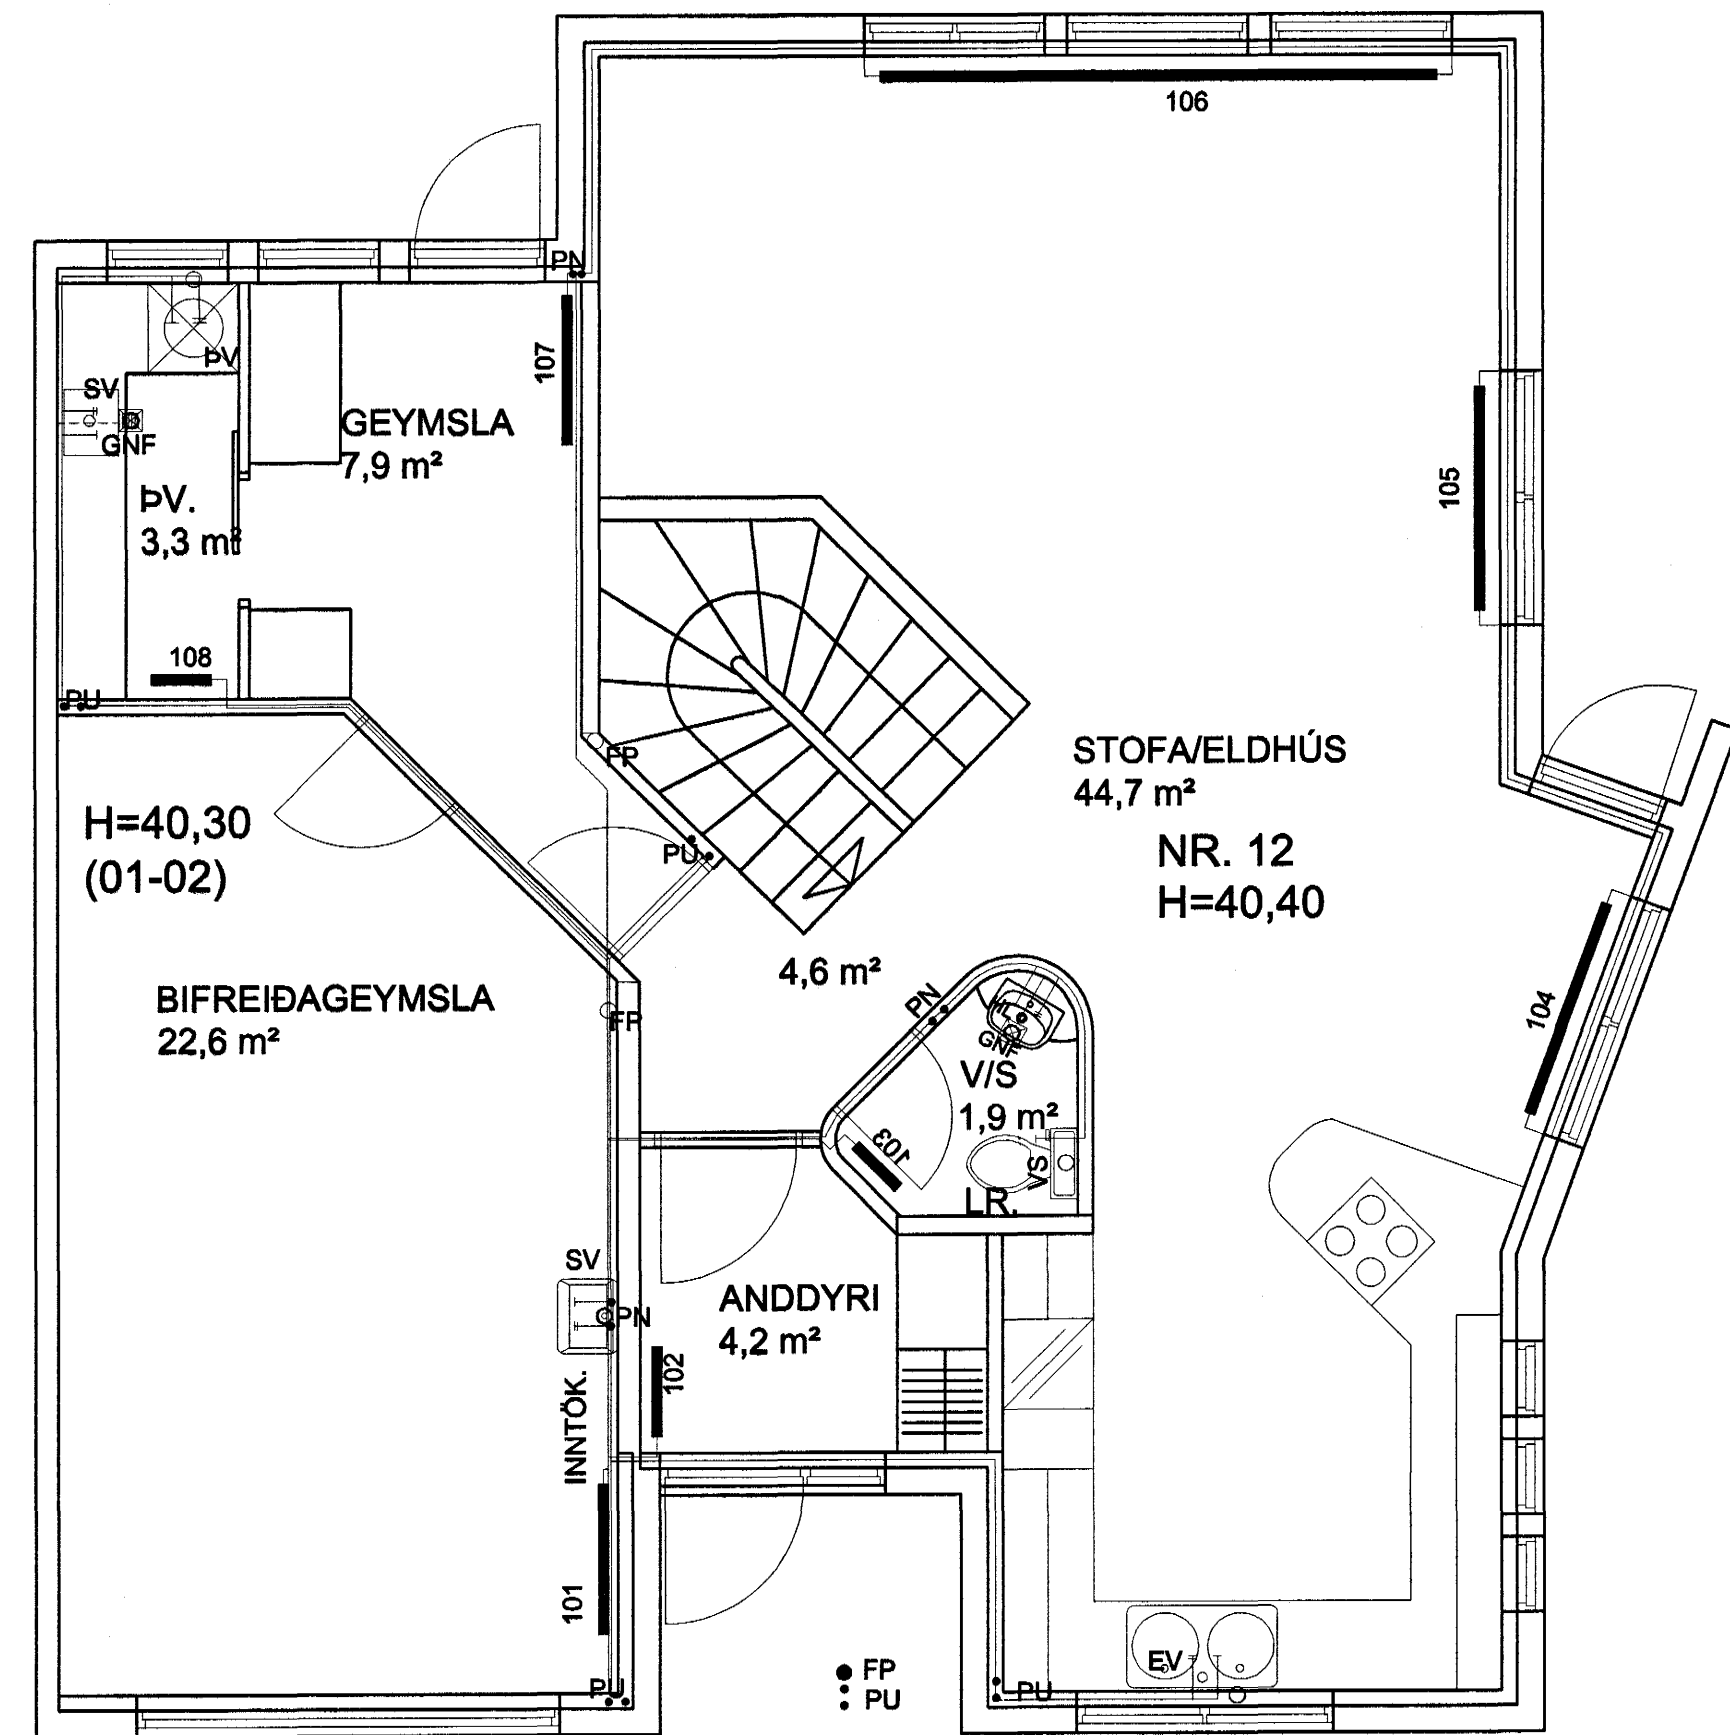 106
PN
107
ÞV
SV
GNF
GEYMSLA
7,9 m²
ÞV.
3,3 m²
105
108
PU
FP
STOFA/ELDHÚS
44,7 m²
H=40,30
(01-02)
PU
NR. 12
H=40,40
4,6 m²
BIFREIÐAGEYMSLA
22,6 m²
FP
PN
HL
GNF
104
V/S
1,9 m²
103
VS
LR.
SV
PN
ANDDYRI
4,2 m²
102
INNTÖK.
101
EV
FP
PU
PU
PU